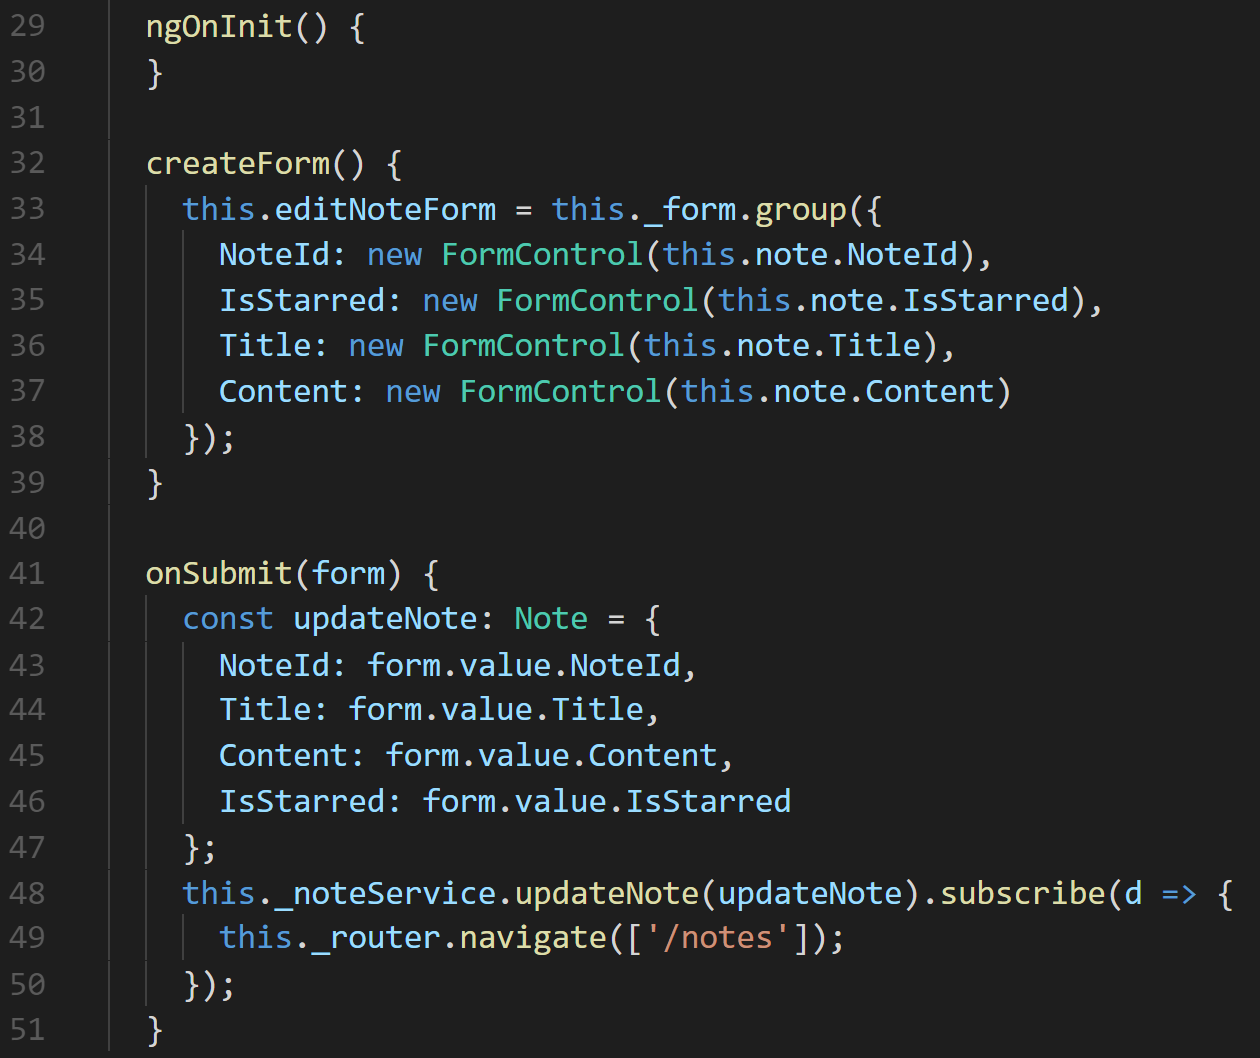 29 ngOnInit() {
30 }
31
32 createForm() {
33 this.editNoteForm = this._form.group({
34 NoteId: new FormControl(this.note.NoteId),
35 IsStarred: new FormControl(this.note.IsStarred),
36 Title: new FormControl(this.note.Title),
37 Content: new FormControl(this.note.Content)
38 });
39 }
40
41 onSubmit(form) {
42 const updateNote: Note = {
43 NoteId: form.value.NoteId,
44 Title: form.value.Title,
45 Content: form.value.Content,
46 IsStarred: form.value.IsStarred
47 };
48 this._noteService.updateNote(updateNote).subscribe(d => {
49 this._router.navigate(['/notes']);
50 });
51 }